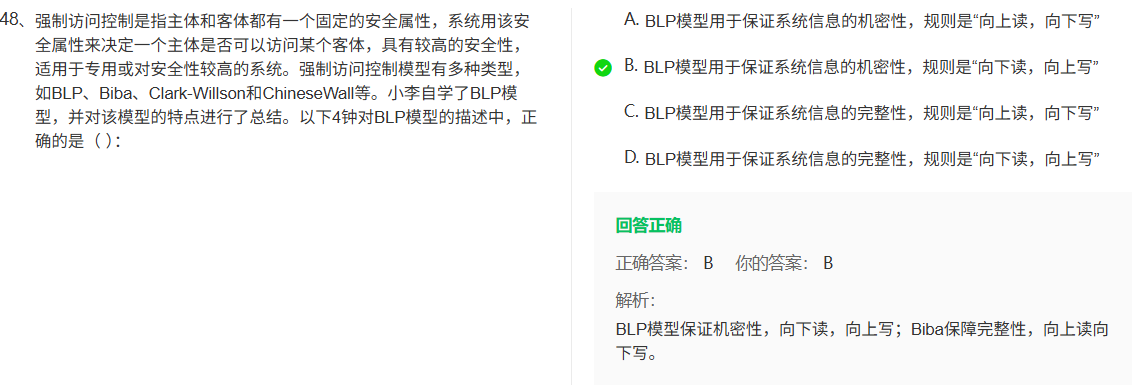 48、强制访问控制是指主体和客体都有一个固定的安全属性，系统用该安
全属性来决定一个主体是否可以访问某个客体，具有较高的安全性，
适用于专用或对安全性较高的系统。强制访问控制模型有多种类型，
如BLP、Biba、Clark-Willson和ChineseWall等。小李自学了BLP模
型，并对该模型的特点进行了总结。以下4钟对BLP模型的描述中，正
确的是（ ）：
A. BLP模型用于保证系统信息的机密性，规则是“向上读，向下写”
B. BLP模型用于保证系统信息的机密性，规则是“向下读，向上写”
C. BLP模型用于保证系统信息的完整性，规则是“向上读，向下写”
D. BLP模型用于保证系统信息的完整性，规则是“向下读，向上写”
回答正确
正确答案： B 你的答案： B
解析：
BLP模型保证机密性，向下读，向上写；Biba保障完整性，向上读向
下写。